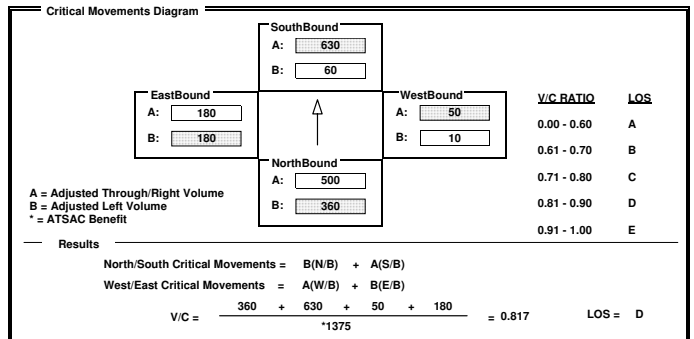 Critical Movements Diagram
SouthBound
A: 630
B: 60
EastBound
A: 180
B: 180
WestBound
A: 50
B: 10
NorthBound
A: 500
B: 360
V/C RATIO LOS
0.00 - 0.60 A
0.61 - 0.70 B
0.71 - 0.80 C
0.81 - 0.90 D
0.91 - 1.00 E
A = Adjusted Through/Right Volume
B = Adjusted Left Volume
* = ATSAC Benefit
Results
North/South Critical Movements = B(N/B) + A(S/B)
West/East Critical Movements = A(W/B) + B(E/B)
V/C = 360 + 630 + 50 + 180 = 0.817 LOS = D
*1375